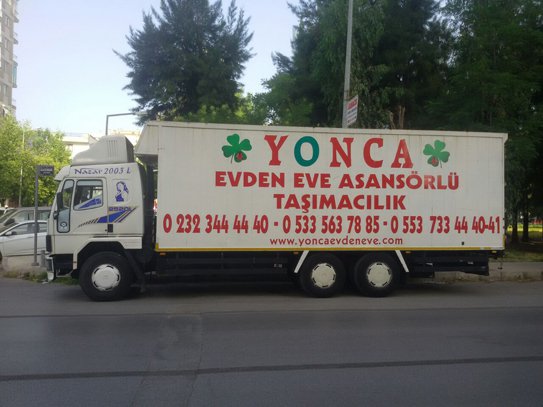 YONCA
EVDEN EVE ASANSÖRLÜ
TAŞIMACILIK
0 232 344 44 40 - 0 533 563 78 85 - 0 553 733 44 40-41
www.yoncaevdeneve.com